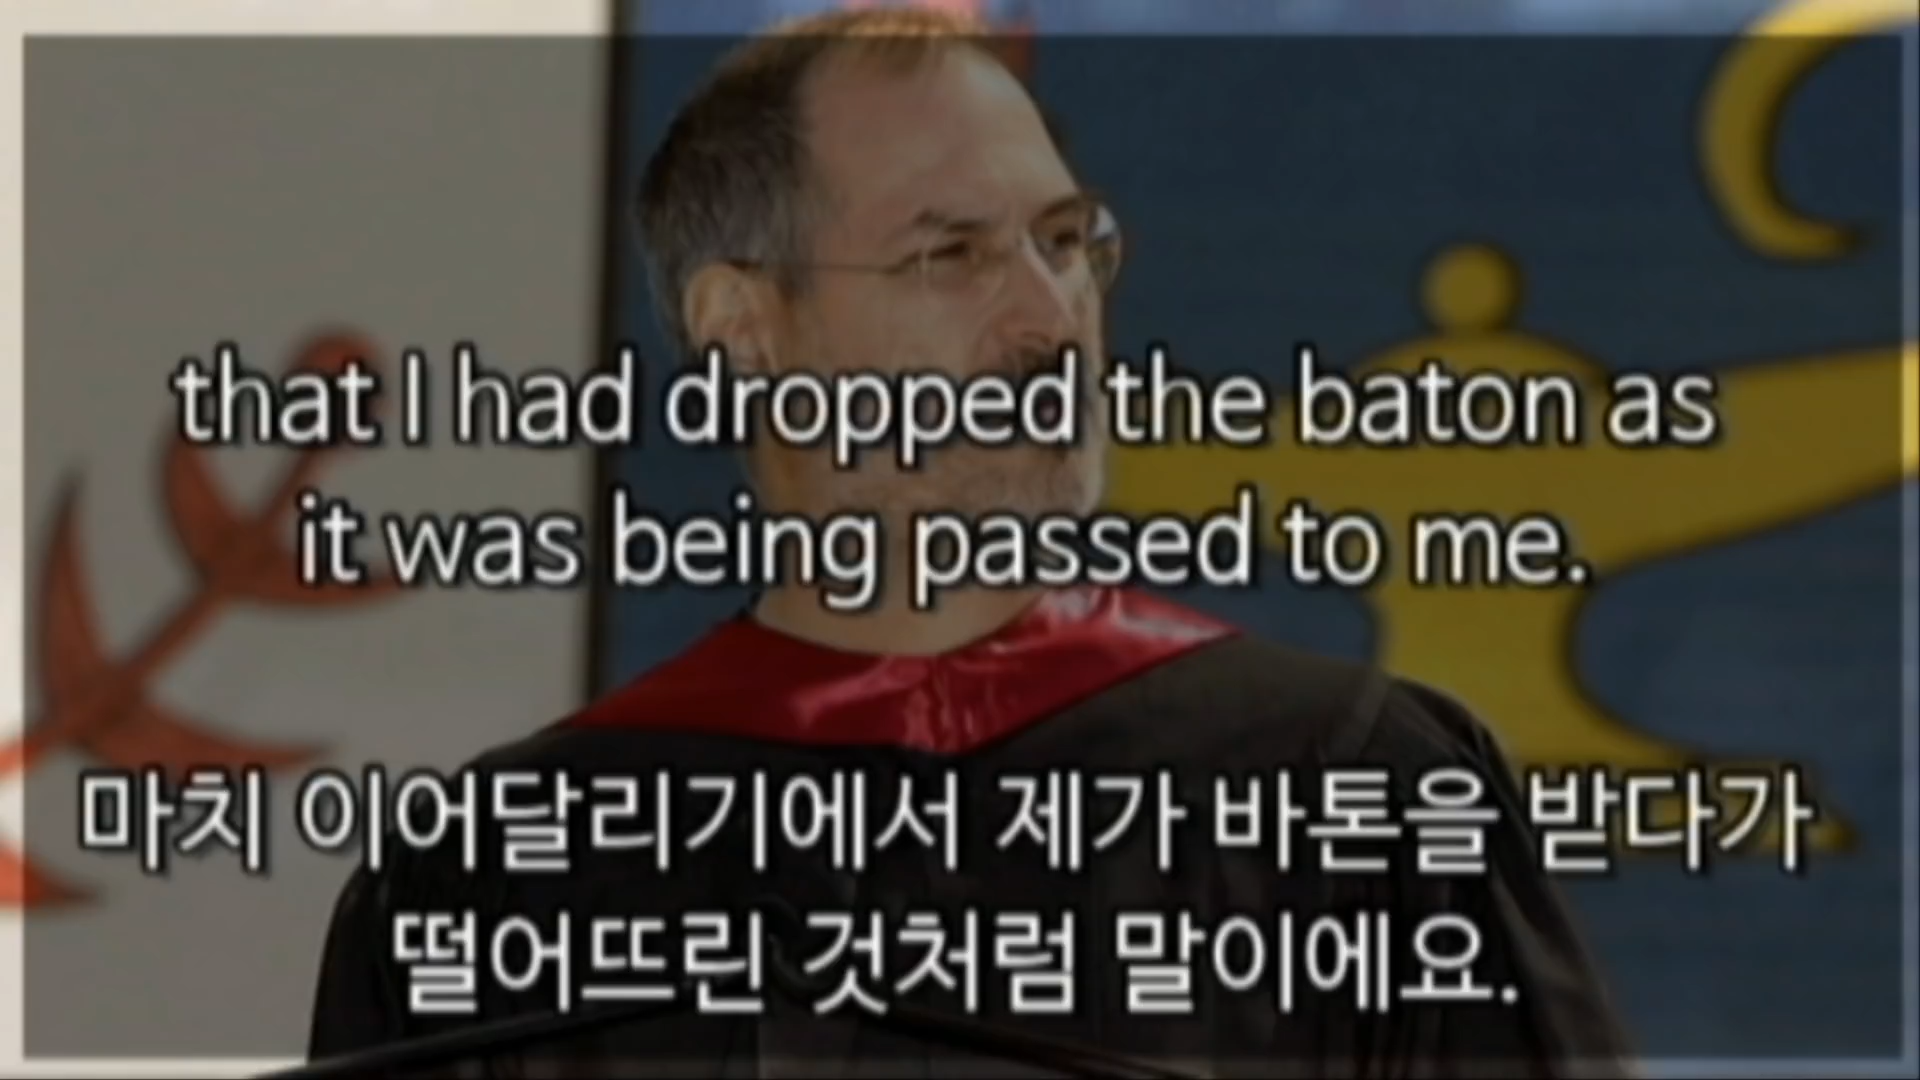 that I had dropped the baton as
it was being passed to me.
마치 이어달리기에서 제가 바톤을 받다가
떨어뜨린 것처럼 말이에요.